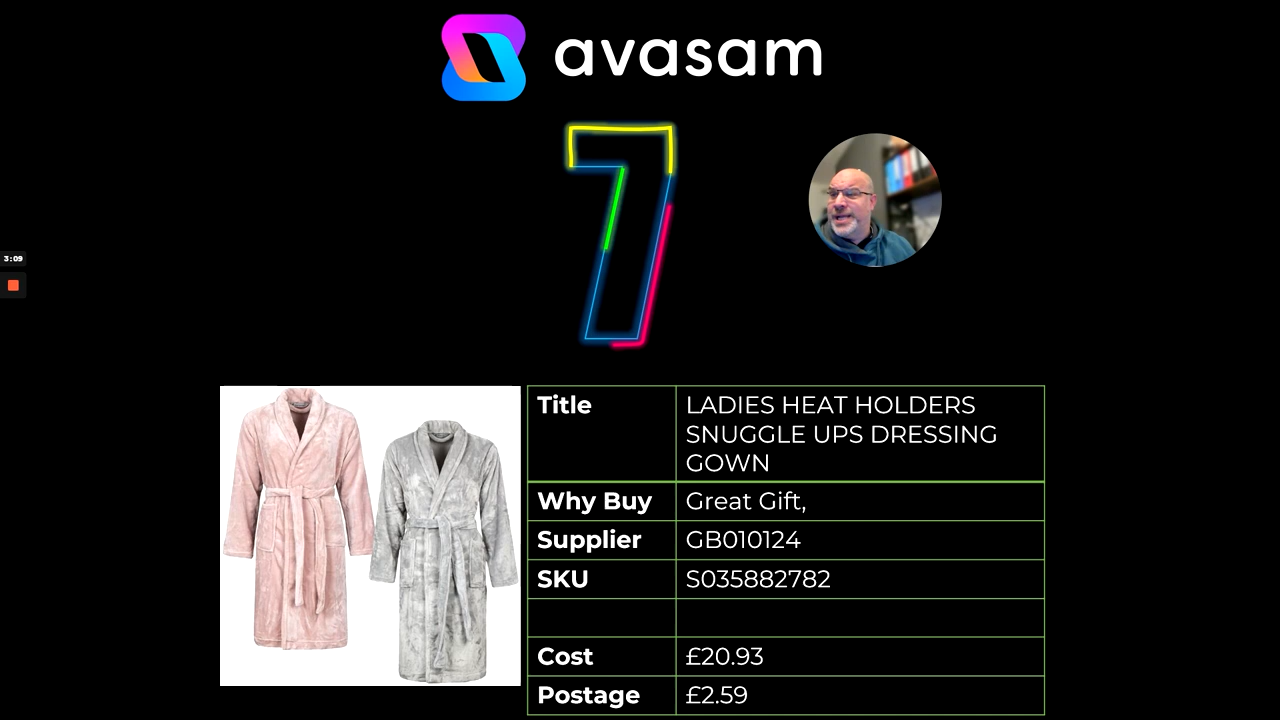 avasam
7
3:09
Title
LADIES HEAT HOLDERS
SNUGGLE UPS DRESSING
GOWN
Why Buy
Great Gift,
Supplier
GB010124
SKU
S035882782
Cost
£20.93
Postage
£2.59